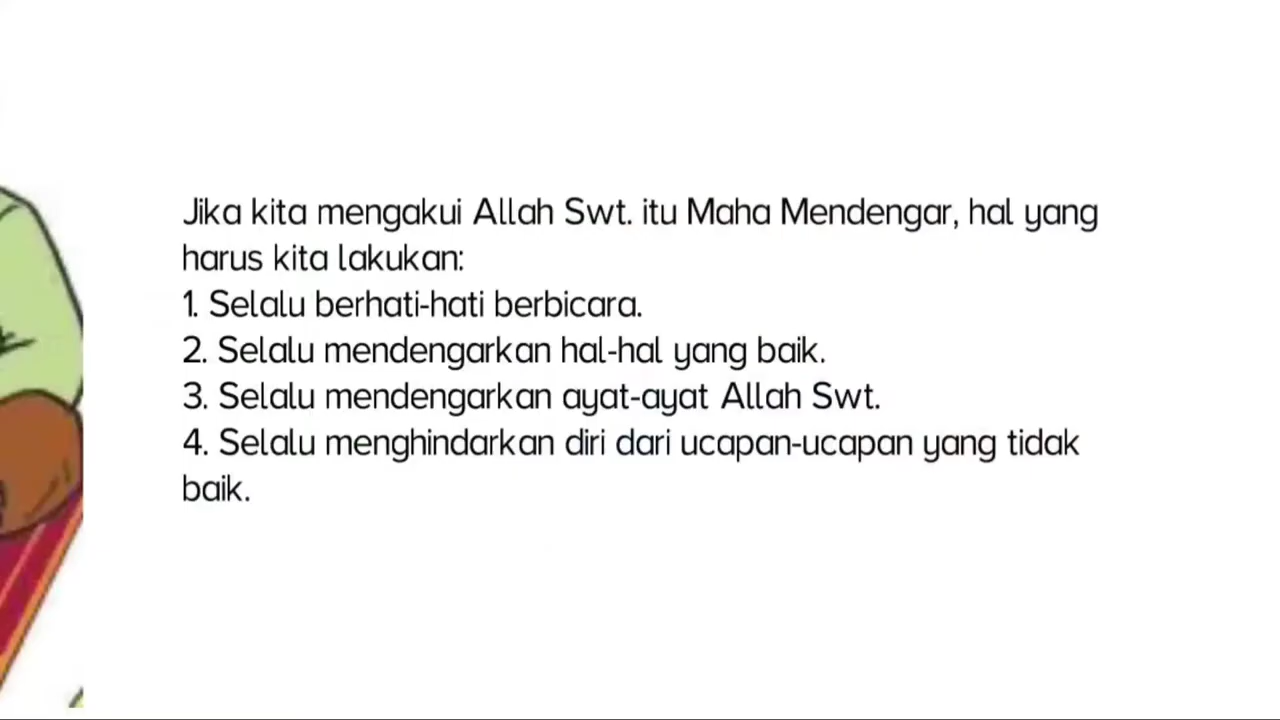 Jika kita mengakui Allah Swt. itu Maha Mendengar, hal yang
harus kita lakukan:
1. Selalu berhati-hati berbicara.
2. Selalu mendengarkan hal-hal yang baik.
3. Selalu mendengarkan ayat-ayat Allah Swt.
4. Selalu menghindarkan diri dari ucapan-ucapan yang tidak
baik.